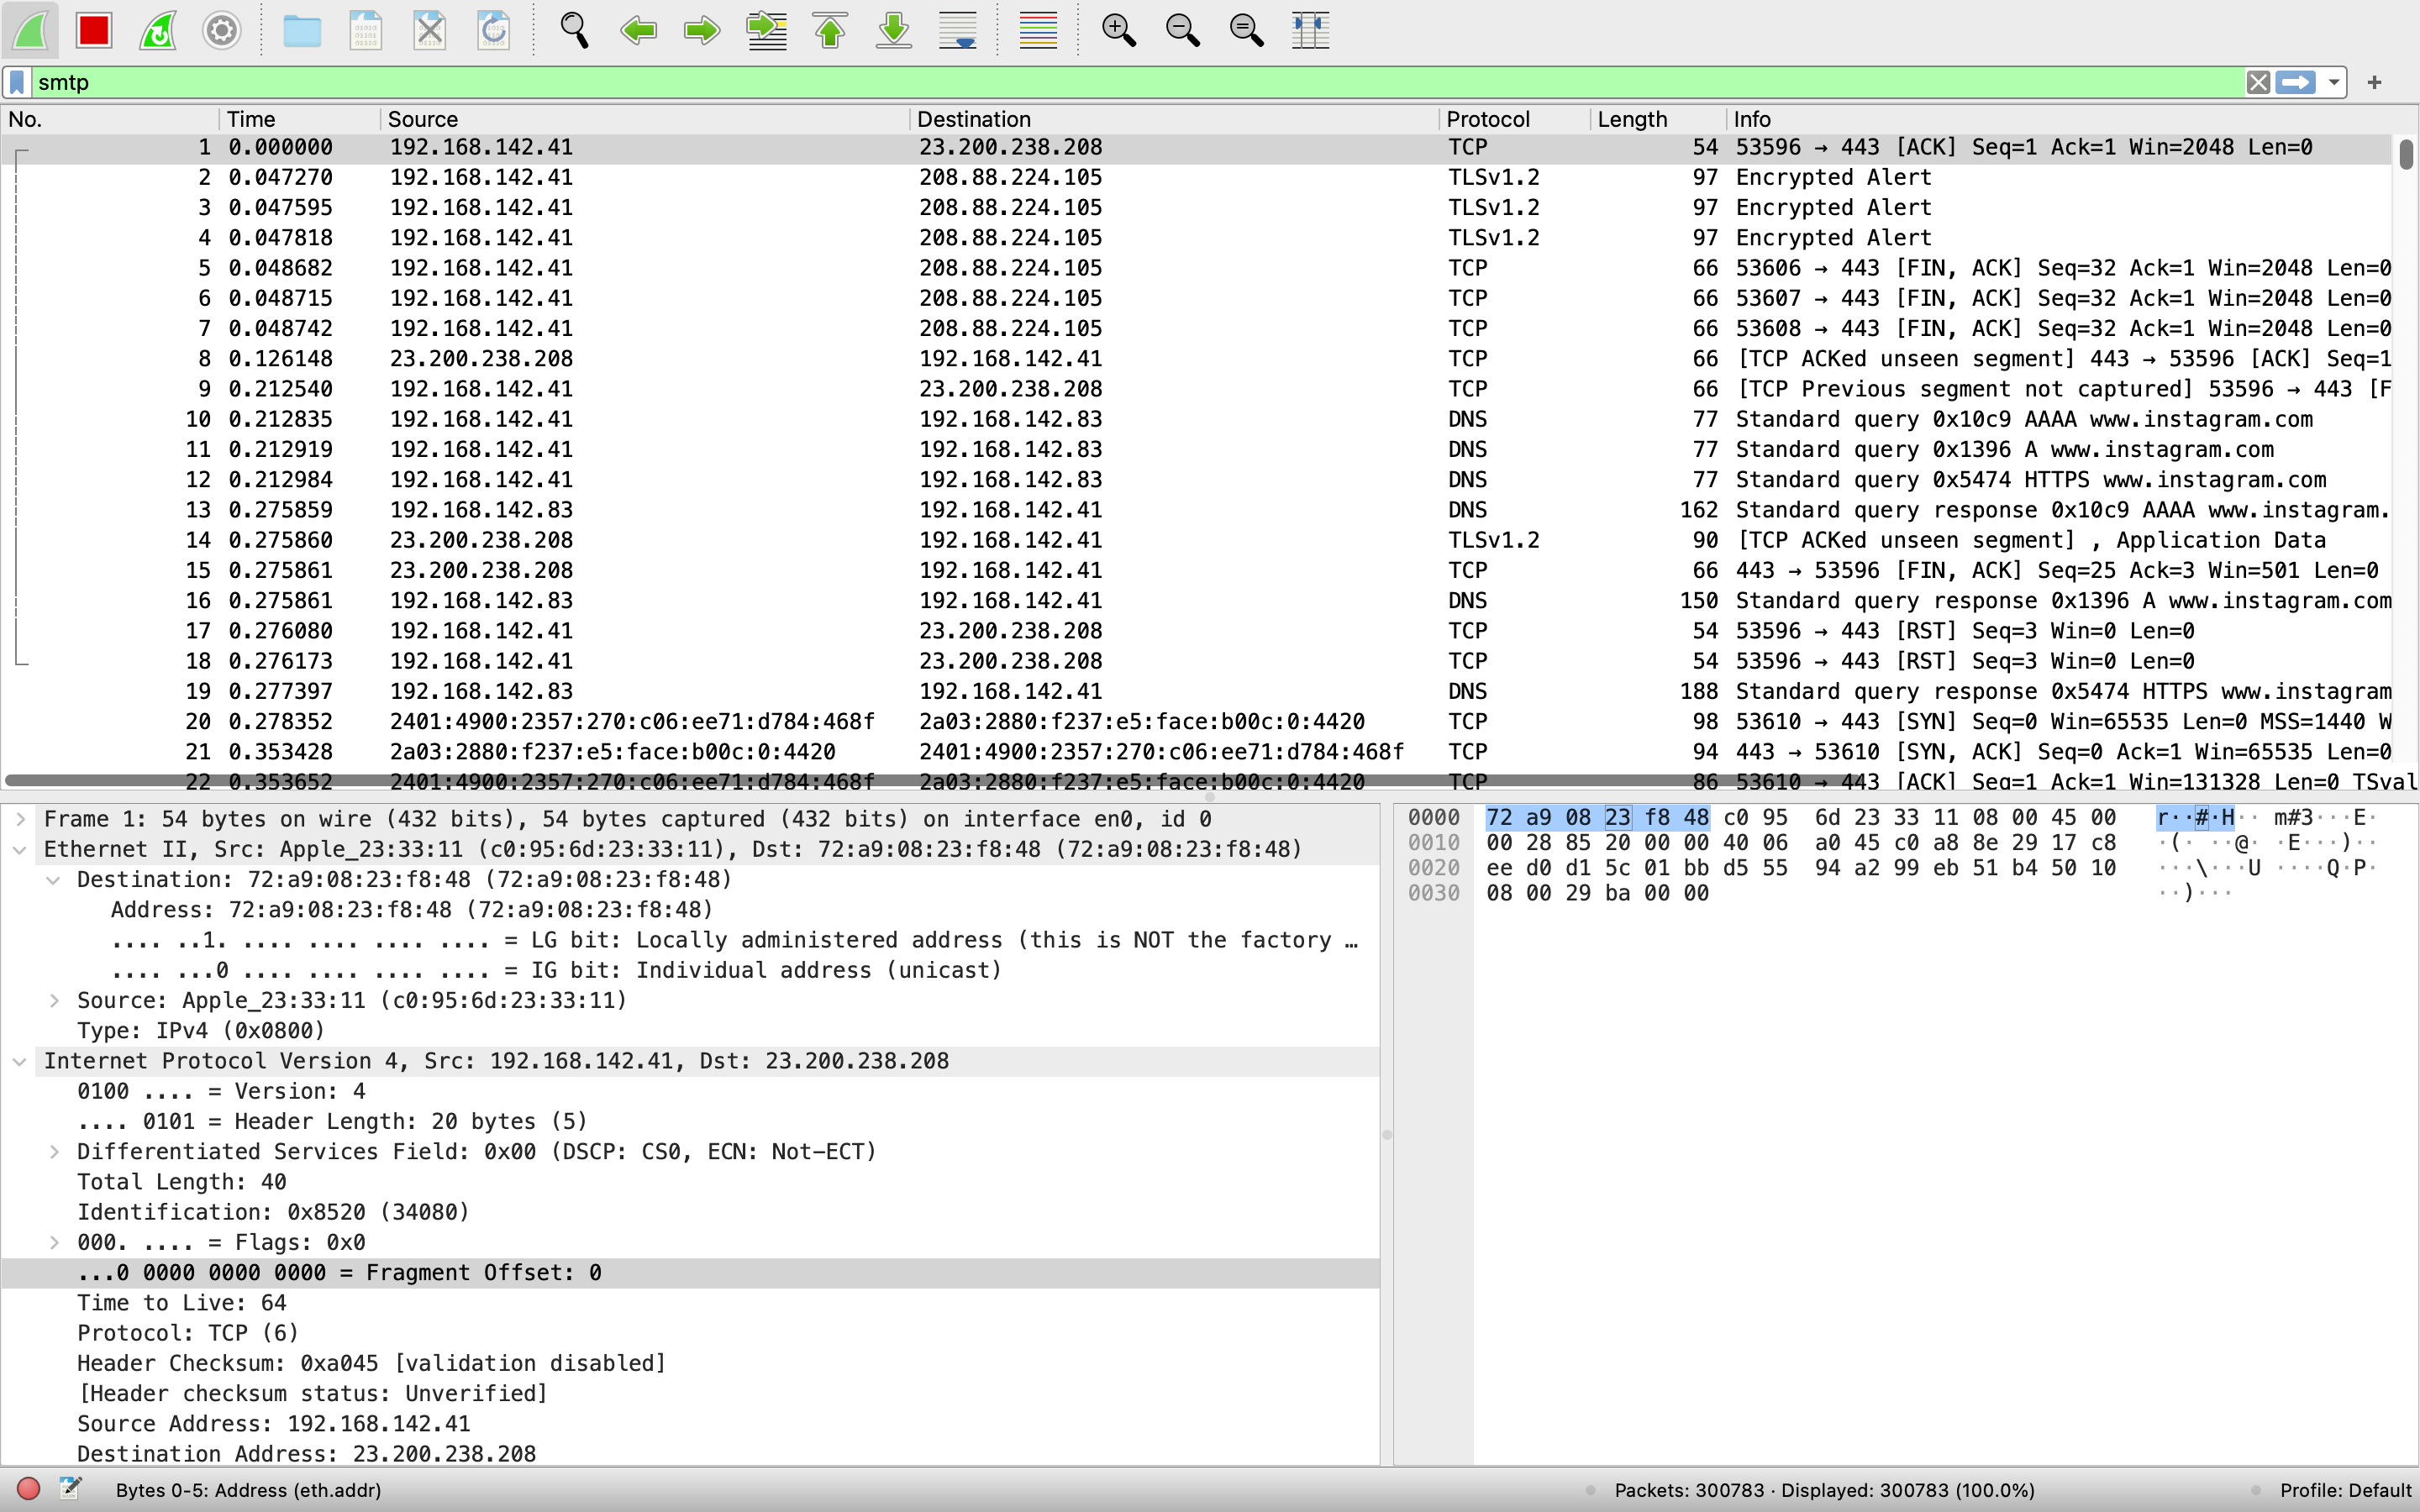 smtp
No. Time Source Destination Protocol Length Info
1 0.000000 192.168.142.41 23.200.238.208 TCP 54 53596 → 443 [ACK] Seq=1 Ack=1 Win=2048 Len=0
2 0.047270 192.168.142.41 208.88.224.105 TLSv1.2 97 Encrypted Alert
3 0.047595 192.168.142.41 208.88.224.105 TLSv1.2 97 Encrypted Alert
4 0.047818 192.168.142.41 208.88.224.105 TLSv1.2 97 Encrypted Alert
5 0.048682 192.168.142.41 208.88.224.105 TCP 66 53606 → 443 [FIN, ACK] Seq=32 Ack=1 Win=2048 Len=0
6 0.048715 192.168.142.41 208.88.224.105 TCP 66 53607 → 443 [FIN, ACK] Seq=32 Ack=1 Win=2048 Len=0
7 0.048742 192.168.142.41 208.88.224.105 TCP 66 53608 → 443 [FIN, ACK] Seq=32 Ack=1 Win=2048 Len=0
8 0.126148 23.200.238.208 192.168.142.41 TCP 66 [TCP ACKed unseen segment] 443 → 53596 [ACK] Seq=1
9 0.212540 192.168.142.41 23.200.238.208 TCP 66 [TCP Previous segment not captured] 53596 → 443 [F
10 0.212835 192.168.142.41 192.168.142.83 DNS 77 Standard query 0x10c9 AAAA www.instagram.com
11 0.212919 192.168.142.41 192.168.142.83 DNS 77 Standard query 0x1396 A www.instagram.com
12 0.212984 192.168.142.41 192.168.142.83 DNS 77 Standard query 0x5474 HTTPS www.instagram.com
13 0.275859 192.168.142.83 192.168.142.41 DNS 162 Standard query response 0x10c9 AAAA www.instagram.
14 0.275860 23.200.238.208 192.168.142.41 TLSv1.2 90 [TCP ACKed unseen segment] , Application Data
15 0.275861 23.200.238.208 192.168.142.41 TCP 66 443 → 53596 [FIN, ACK] Seq=25 Ack=3 Win=501 Len=0
16 0.275861 192.168.142.83 192.168.142.41 DNS 150 Standard query response 0x1396 A www.instagram.com
17 0.276080 192.168.142.41 23.200.238.208 TCP 54 53596 → 443 [RST] Seq=3 Win=0 Len=0
18 0.276173 192.168.142.41 23.200.238.208 TCP 54 53596 → 443 [RST] Seq=3 Win=0 Len=0
19 0.277397 192.168.142.83 192.168.142.41 DNS 188 Standard query response 0x5474 HTTPS www.instagram
20 0.278352 2401:4900:2357:270:c06:ee71:d784:468f 2a03:2880:f237:e5:face:b00c:0:4420 TCP 98 53610 → 443 [SYN] Seq=0 Win=65535 Len=0 MSS=1440 W
21 0.353428 2a03:2880:f237:e5:face:b00c:0:4420 2401:4900:2357:270:c06:ee71:d784:468f TCP 94 443 → 53610 [SYN, ACK] Seq=0 Ack=1 Win=65535 Len=0
22 0.353652 2401:4900:2357:270:c06:ee71:d784:468f 2a03:2880:f237:e5:face:b00c:0:4420 TCP 86 53610 → 443 [ACK] Seq=1 Ack=1 Win=131328 Len=0 TSval
Frame 1: 54 bytes on wire (432 bits), 54 bytes captured (432 bits) on interface en0, id 0
Ethernet II, Src: Apple_23:33:11 (c0:95:6d:23:33:11), Dst: 72:a9:08:23:f8:48 (72:a9:08:23:f8:48)
Destination: 72:a9:08:23:f8:48 (72:a9:08:23:f8:48)
Address: 72:a9:08:23:f8:48 (72:a9:08:23:f8:48)
.... ..1. .... .... .... .... = LG bit: Locally administered address (this is NOT the factory …
.... ...0 .... .... .... .... = IG bit: Individual address (unicast)
Source: Apple_23:33:11 (c0:95:6d:23:33:11)
Type: IPv4 (0x0800)
Internet Protocol Version 4, Src: 192.168.142.41, Dst: 23.200.238.208
0100 .... = Version: 4
.... 0101 = Header Length: 20 bytes (5)
Differentiated Services Field: 0x00 (DSCP: CS0, ECN: Not-ECT)
Total Length: 40
Identification: 0x8520 (34080)
000. .... = Flags: 0x0
...0 0000 0000 0000 = Fragment Offset: 0
Time to Live: 64
Protocol: TCP (6)
Header Checksum: 0xa045 [validation disabled]
[Header checksum status: Unverified]
Source Address: 192.168.142.41
Destination Address: 23.200.238.208
0000 72 a9 08 23 f8 48 c0 95 6d 23 33 11 08 00 45 00 r··#·H·· m#3···E·
0010 00 28 85 20 00 00 40 06 a0 45 c0 a8 8e 29 17 c8 ·(· ··@· ·E···)··
0020 ee d0 d1 5c 01 bb d5 55 94 a2 99 eb 51 b4 50 10 ···\···U ····Q·P·
0030 08 00 29 ba 00 00 ··)···
Bytes 0-5: Address (eth.addr)
Packets: 300783 · Displayed: 300783 (100.0%)
Profile: Default